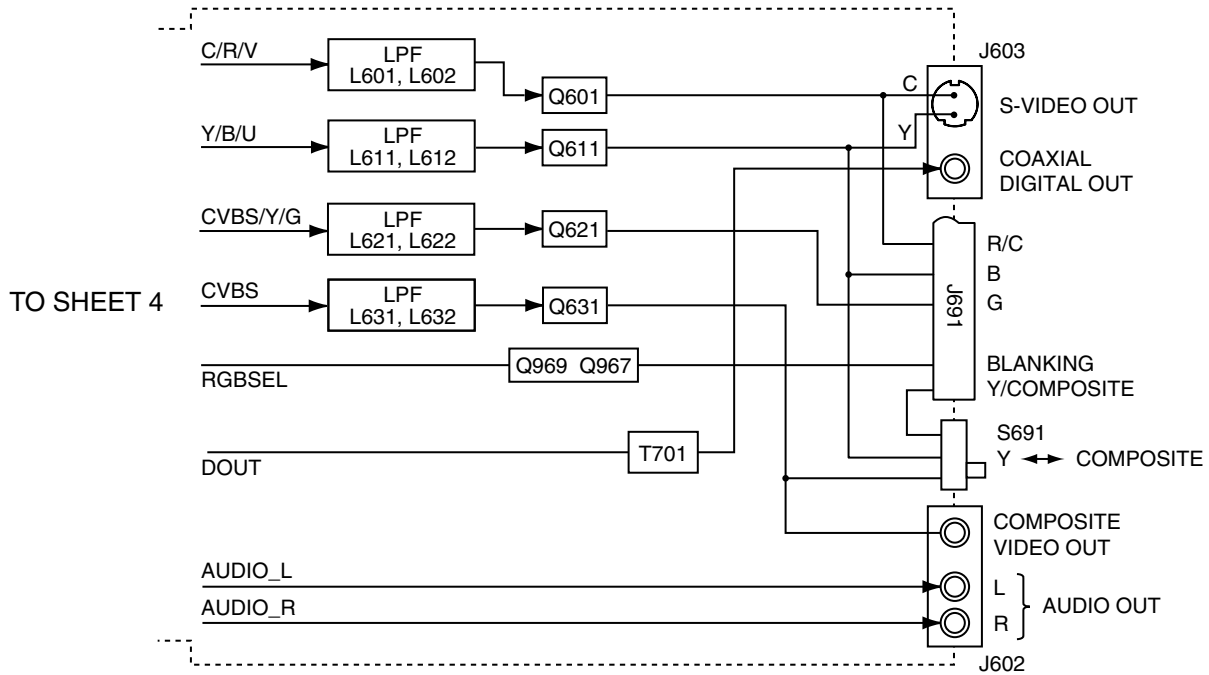 J603
C/R/V
LPF
L601, L602
Q601
C
S-VIDEO OUT
Y/B/U
LPF
L611, L612
Q611
Y
COAXIAL
DIGITAL OUT
CVBS/Y/G
LPF
L621, L622
Q621
R/C
B
G
J691
TO SHEET 4
CVBS
LPF
L631, L632
Q631
RGBSEL
Q969 Q967
BLANKING
Y/COMPOSITE
S691
Y COMPOSITE
DOUT
T701
COMPOSITE
VIDEO OUT
AUDIO_L
L
AUDIO OUT
AUDIO_R
R
J602